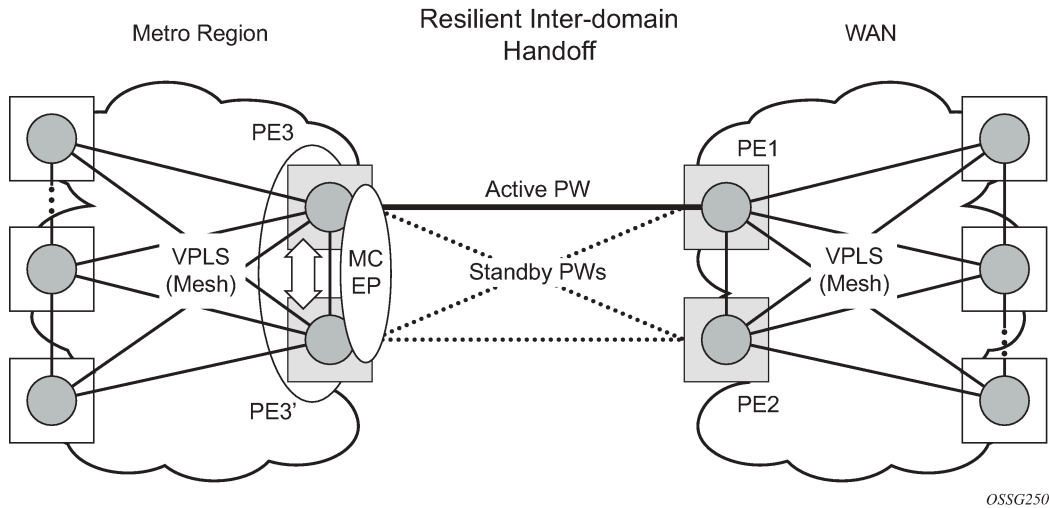 Resilient Inter-domain
Handoff
Metro Region
WAN
PE3
PE1
Active PW
VPLS
(Mesh)
MC
EP
Standby PWs
VPLS
(Mesh)
PE3’
PE2
OSSG250